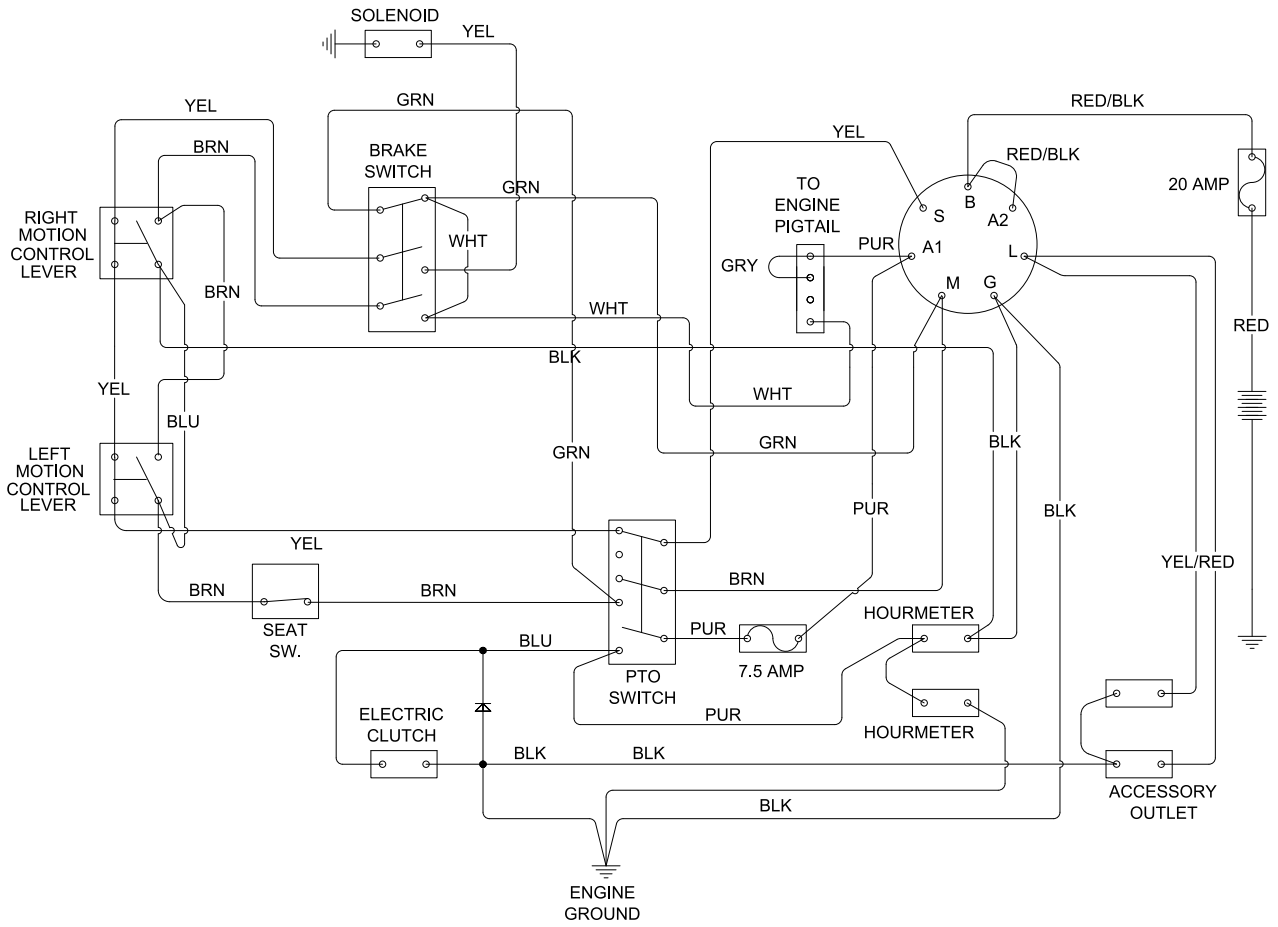 SOLENOID
YEL
GRN
YEL
BRN
BRAKE
SWITCH
GRN
WHT
RIGHT
MOTION
CONTROL
LEVER
BRN
WHT
BLK
YEL
BLU
LEFT
MOTION
CONTROL
LEVER
YEL
RED/BLK
RED/BLK
TO
ENGINE
PIGTAIL
GRY
PUR
S
B
A2
A1
L
M
G
20 AMP
RED
WHT
GRN
BLK
GRN
PUR
BLK
YEL/RED
YEL
BRN
BRN
BRN
SEAT
SW.
HOURMETER
PUR
BLU
7.5 AMP
PTO
SWITCH
PUR
HOURMETER
ELECTRIC
CLUTCH
BLK
BLK
BLK
ACCESSORY
OUTLET
ENGINE
GROUND